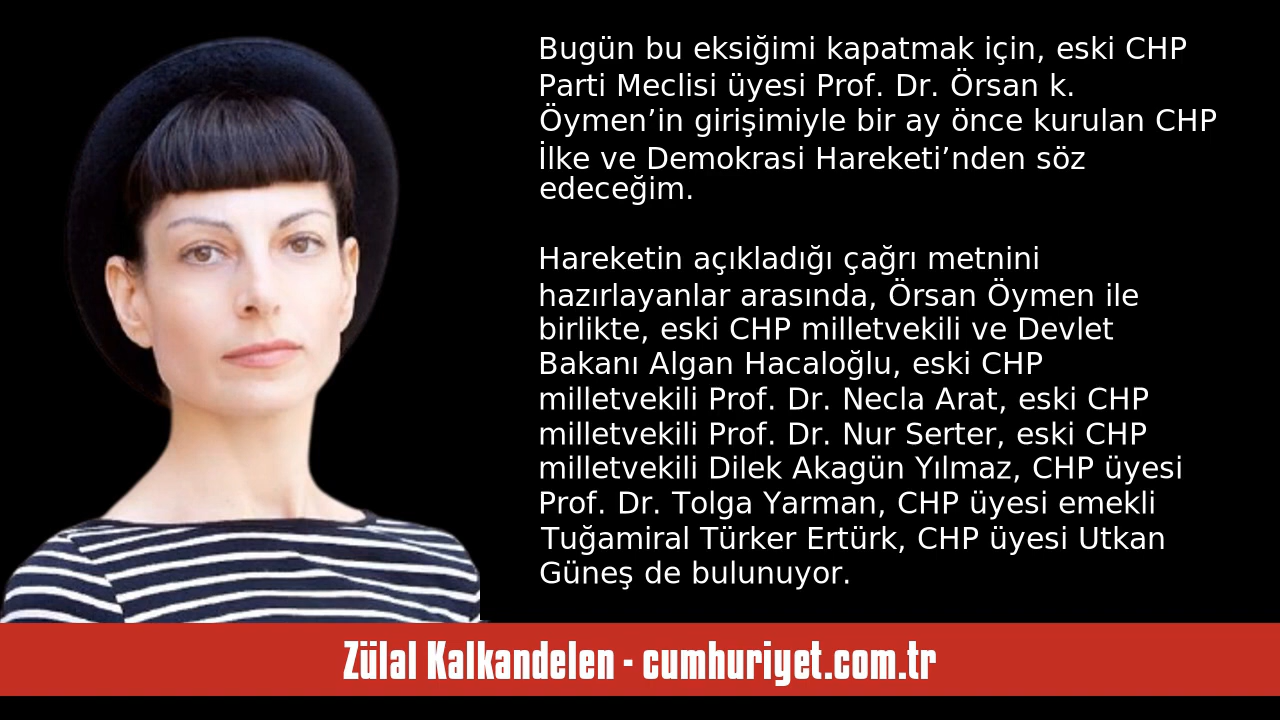 Bugün bu eksiğimi kapatmak için, eski CHP
Parti Meclisi üyesi Prof. Dr. Örsan k.
Öymen’in girişimiyle bir ay önce kurulan CHP
İlke ve Demokrasi Hareketi’nden söz
edeceğim.
Hareketin açıkladığı çağrı metnini
hazırlayanlar arasında, Örsan Öymen ile
birlikte, eski CHP milletvekili ve Devlet
Bakanı Algan Hacaloğlu, eski CHP
milletvekili Prof. Dr. Necla Arat, eski CHP
milletvekili Prof. Dr. Nur Serter, eski CHP
milletvekili Dilek Akagün Yılmaz, CHP üyesi
Prof. Dr. Tolga Yarman, CHP üyesi emekli
Tuğamiral Türker Ertürk, CHP üyesi Utkan
Güneş de bulunuyor.
Zülal Kalkandelen - cumhuriyet.com.tr